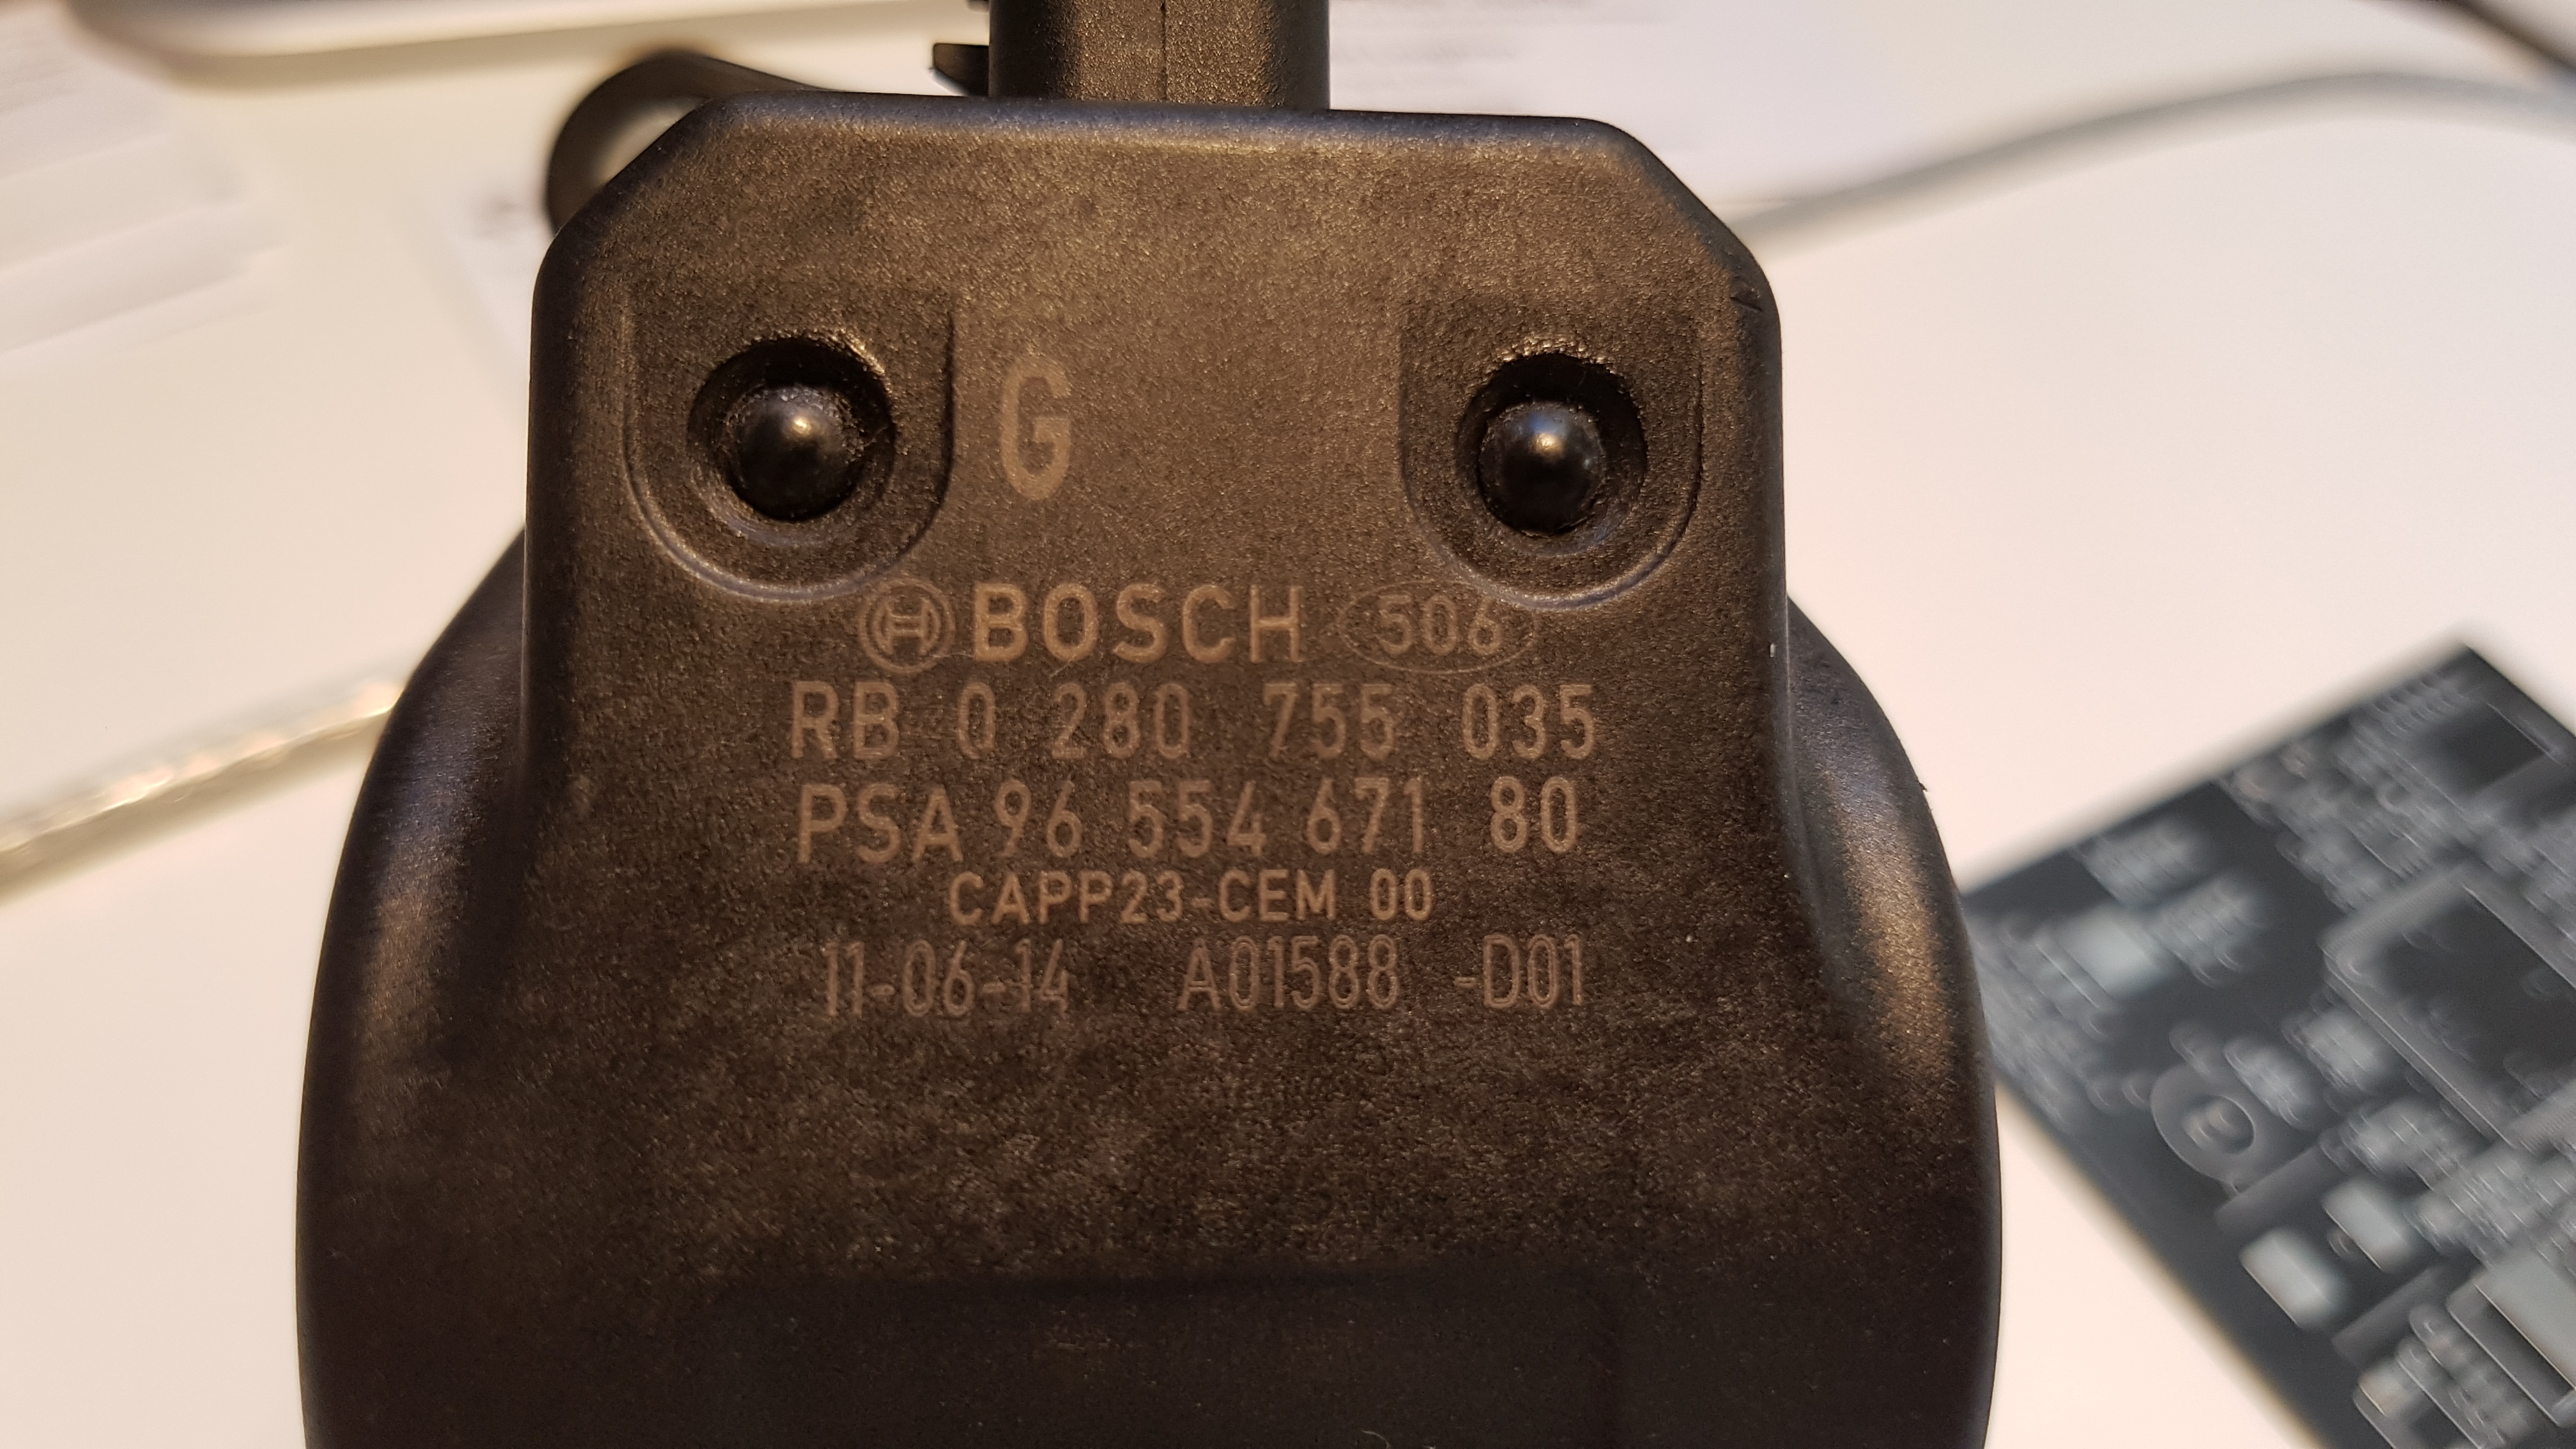 G
BOSCH 506
RB 0 280 755 035
PSA 96 554 671 80
CAPP23-CEM 00
11-06-14 A01588 -D01